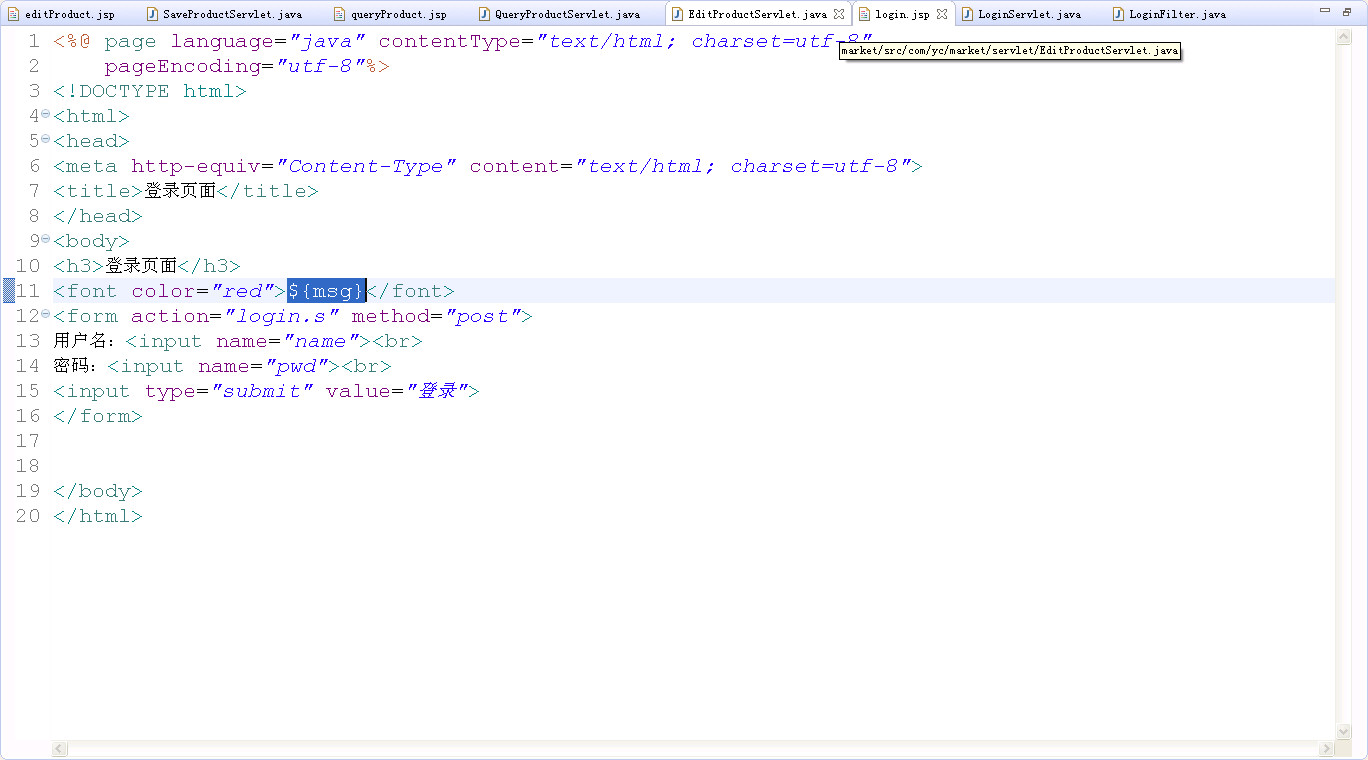 editProduct.jsp SaveProductServlet.java queryProduct.jsp QueryProductServlet.java EditProductServlet.java login.jsp LoginServlet.java LoginFilter.java
1 <%@ page language="java" contentType="text/html; charset=utf-8"
market/src/com/yc/market/servlet/EditProductServlet.java
2     pageEncoding="utf-8"%>
3 <!DOCTYPE html>
4 <html>
5 <head>
6 <meta http-equiv="Content-Type" content="text/html; charset=utf-8">
7 <title>登录页面</title>
8 </head>
9 <body>
10 <h3>登录页面</h3>
11 <font color="red">${msg}</font>
12 <form action="login.s" method="post">
13 用户名：<input name="name"><br>
14 密码：<input name="pwd"><br>
15 <input type="submit" value="登录">
16 </form>
17
18
19 </body>
20 </html>